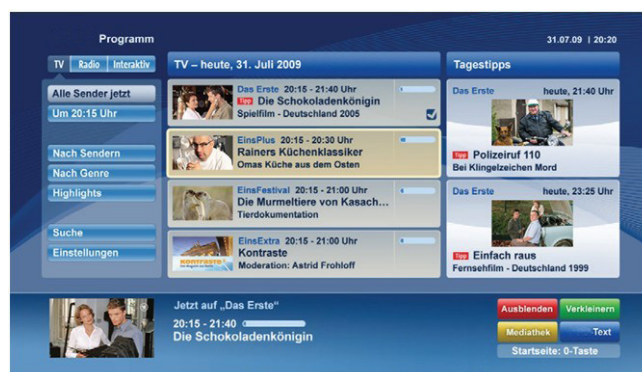 Programm
31.07.09 | 20:20
TV Radio Interaktiv
TV – heute, 31. Juli 2009
Tagestipps
Alle Sender jetzt
Um 20:15 Uhr
Nach Sendern
Nach Genre
Highlights
Suche
Einstellungen
Das Erste 20:15 - 21:40 Uhr
Tipp Die Schokoladenkönigin
Spielfilm - Deutschland 2005
EinsPlus 20:15 - 20:30 Uhr
Rainers Küchenklassiker
Omas Küche aus dem Osten
EinsFestival 20:15 - 21:00 Uhr
Die Murmeltiere von Kasach...
Tierdokumentation
KONTRASTE
EinsExtra 20:15 - 21:00 Uhr
Kontraste
Moderation: Astrid Frohloff
Das Erste heute, 21:40 Uhr
Tipp Polizeiruf 110
Bei Klingelzeichen Mord
Das Erste heute, 23:25 Uhr
Tipp Einfach raus
Fernsehfilm - Deutschland 1999
Jetzt auf „Das Erste“
20:15 - 21:40
Die Schokoladenkönigin
Ausblenden Verkleinern
Mediathek -Text
Startseite: 0-Taste